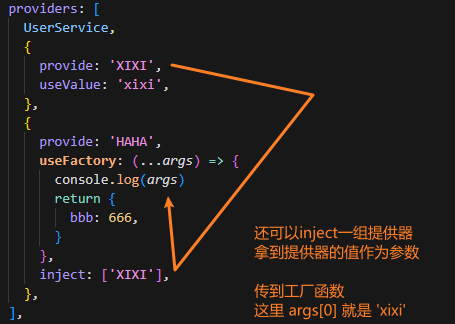 providers: [
UserService,
{
provide: 'XIXI',
useValue: 'xixi',
},
{
provide: 'HAHA',
useFactory: (...args) => {
console.log(args)
return {
bbb: 666,
}
},
inject: ['XIXI'],
},
],
还可以inject一组提供器
拿到提供器的值作为参数
传到工厂函数
这里 args[0] 就是 'xixi'